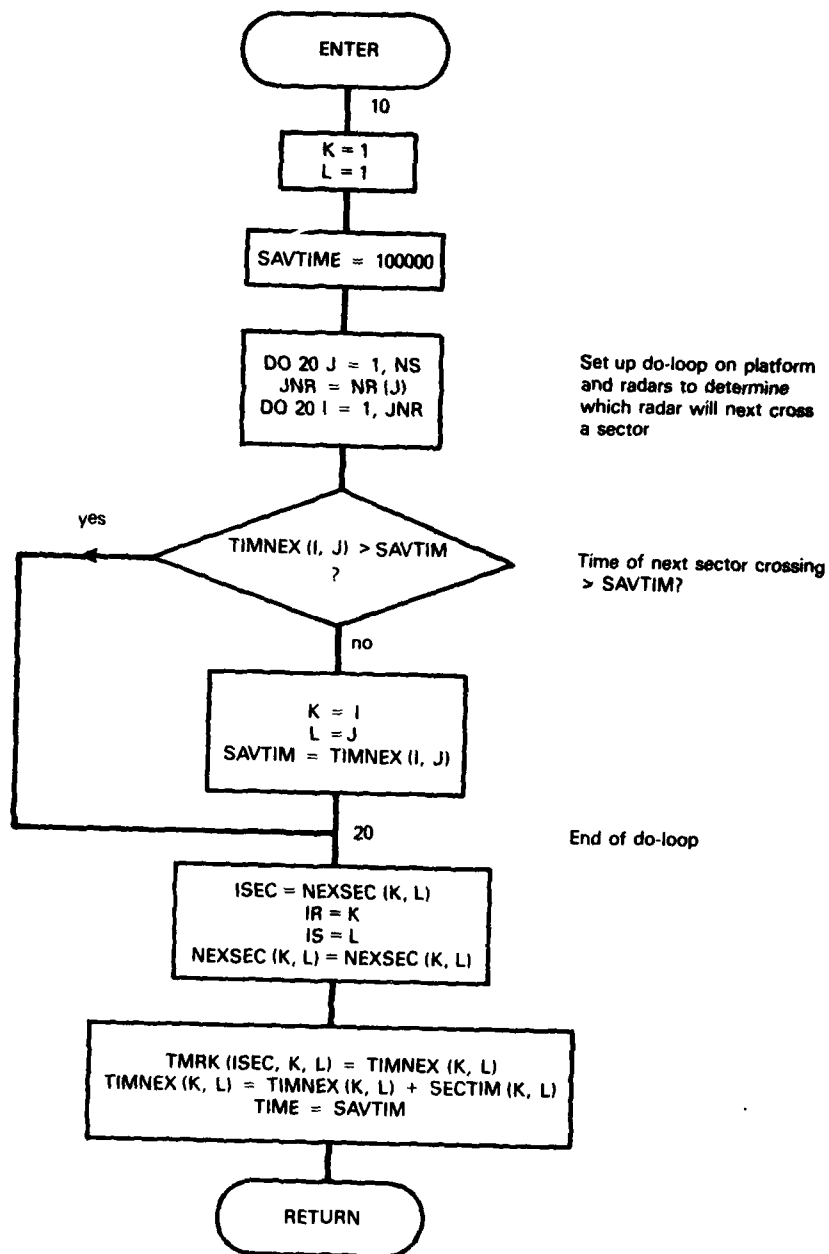 ENTER
10
K = 1
L = 1
SAVTIME = 100000
DO 20 J = 1, NS
JNR = NR (J)
DO 20 I = 1, JNR
Set up do-loop on platform
and radars to determine
which radar will next cross
a sector
yes
TIMNEX (I, J) > SAVTIM
?
Time of next sector crossing
> SAVTIM?
no
K = I
L = J
SAVTIM = TIMNEX (I, J)
20
End of do-loop
ISEC = NEXSEC (K, L)
IR = K
IS = L
NEXSEC (K, L) = NEXSEC (K, L)
TMRK (ISEC, K, L) = TIMNEX (K, L)
TIMNEX (K, L) = TIMNEX (K, L) + SECTIM (K, L)
TIME = SAVTIM
RETURN